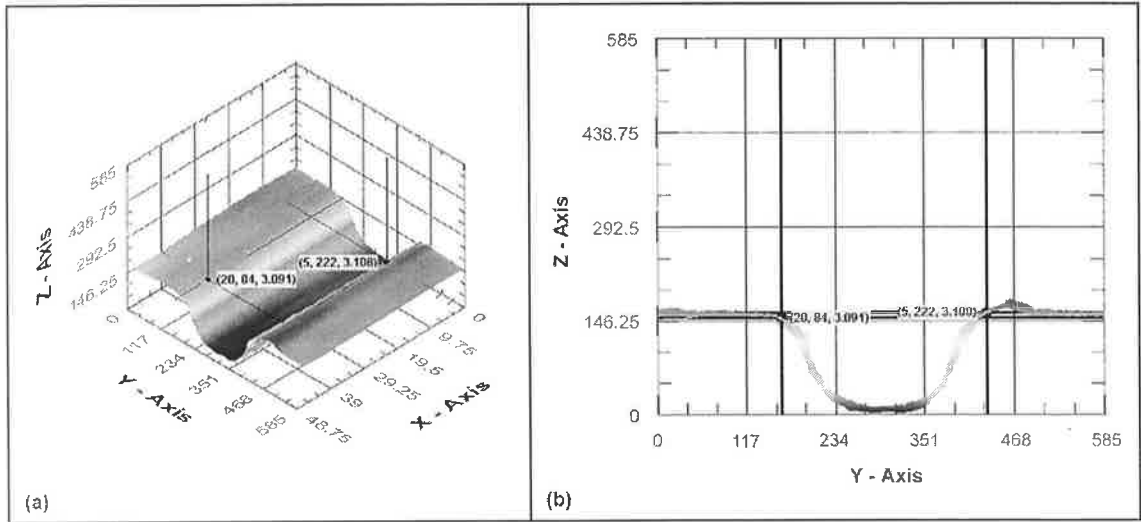 585
438.75
292.5
146.25
0
Z - Axis
(20, 84, 3.091)
(5, 222, 3.108)
0
117
234
351
468
585
Y - Axis
0
9.75
19.5
29.25
39
48.75
X - Axis
(a)
585
438.75
292.5
146.25
0
Z - Axis
(20, 84, 3.091)
(5, 222, 3.100)
0
117
234
351
468
585
Y - Axis
(b)